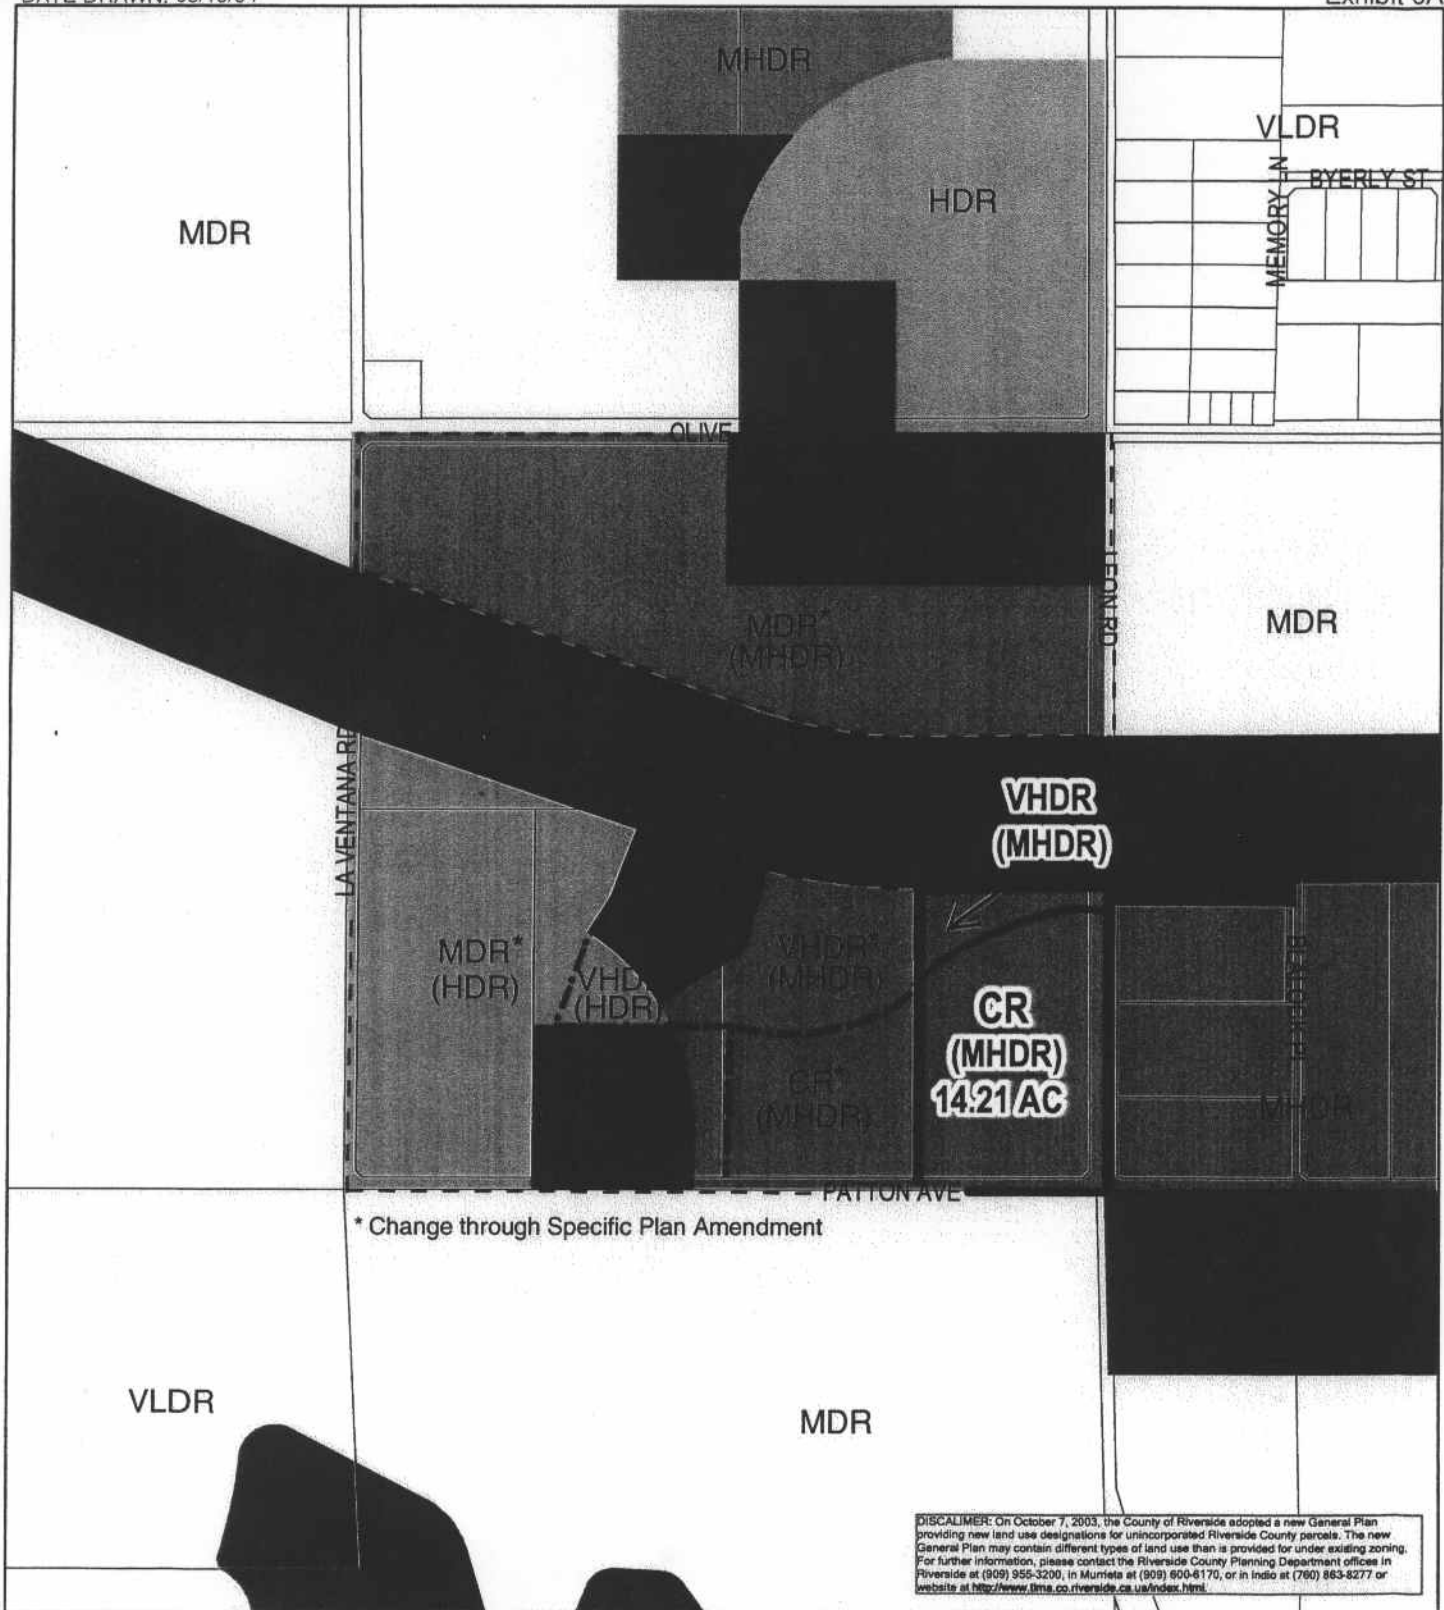 MHDR
VLDR
BYERLY ST
MEMORY LN
HDR
MDR
OLIVE
LEON RD
MDR*
(MHDR)
MDR
LA VENTANA RD
VHDR
(MHDR)
MDR*
(HDR)
(HDR)
VHDR*
(MHDR)
CR
(MHDR)
14.21 AC
CR*
(MHDR)
MHDR
PATTON AVE
* Change through Specific Plan Amendment
VLDR
MDR
DISCALIMER: On October 7, 2003, the County of Riverside adopted a new General Plan
providing new land use designations for unincorporated Riverside County parcels. The new
General Plan may contain different types of land use than is provided for under existing zoning.
For further information, please contact the Riverside County Planning Department offices in
Riverside at (909) 955-3200, in Murrieta at (909) 600-6170, or in Indio at (760) 863-8277 or
website at http://www.tlma.co.riverside.ca.us/index.html